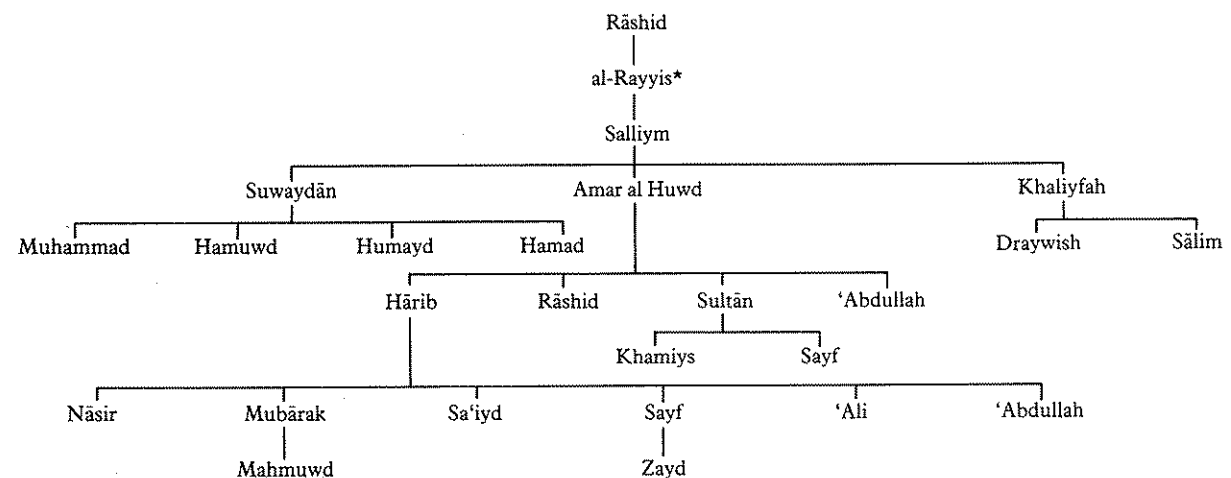 Rāshid
al-Rayyis*
Salliym
Suwaydān Amar al Huwd Khaliyfah
Muhammad Hamuwd Humayd Hamad Draywish Sālim
Hārib Rāshid Sultān ‘Abdullah
Khamiys Sayf
Nāsir Mubārak Sa‘iyd Sayf ‘Ali ‘Abdullah
Mahmuwd Zayd